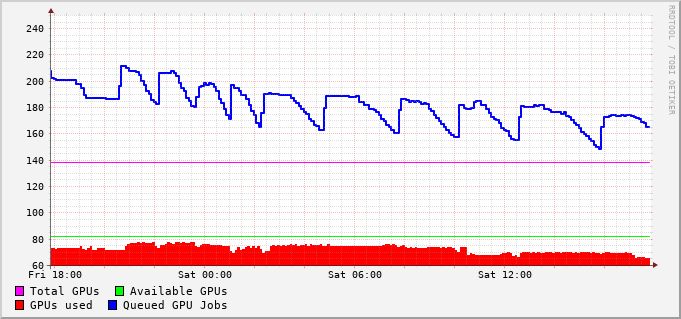 RRDTOOL / TOBI OETIKER
240
220
200
180
160
140
120
100
80
60
Fri 18:00 Sat 00:00 Sat 06:00 Sat 12:00
Total GPUs Available GPUs
GPUs used Queued GPU Jobs